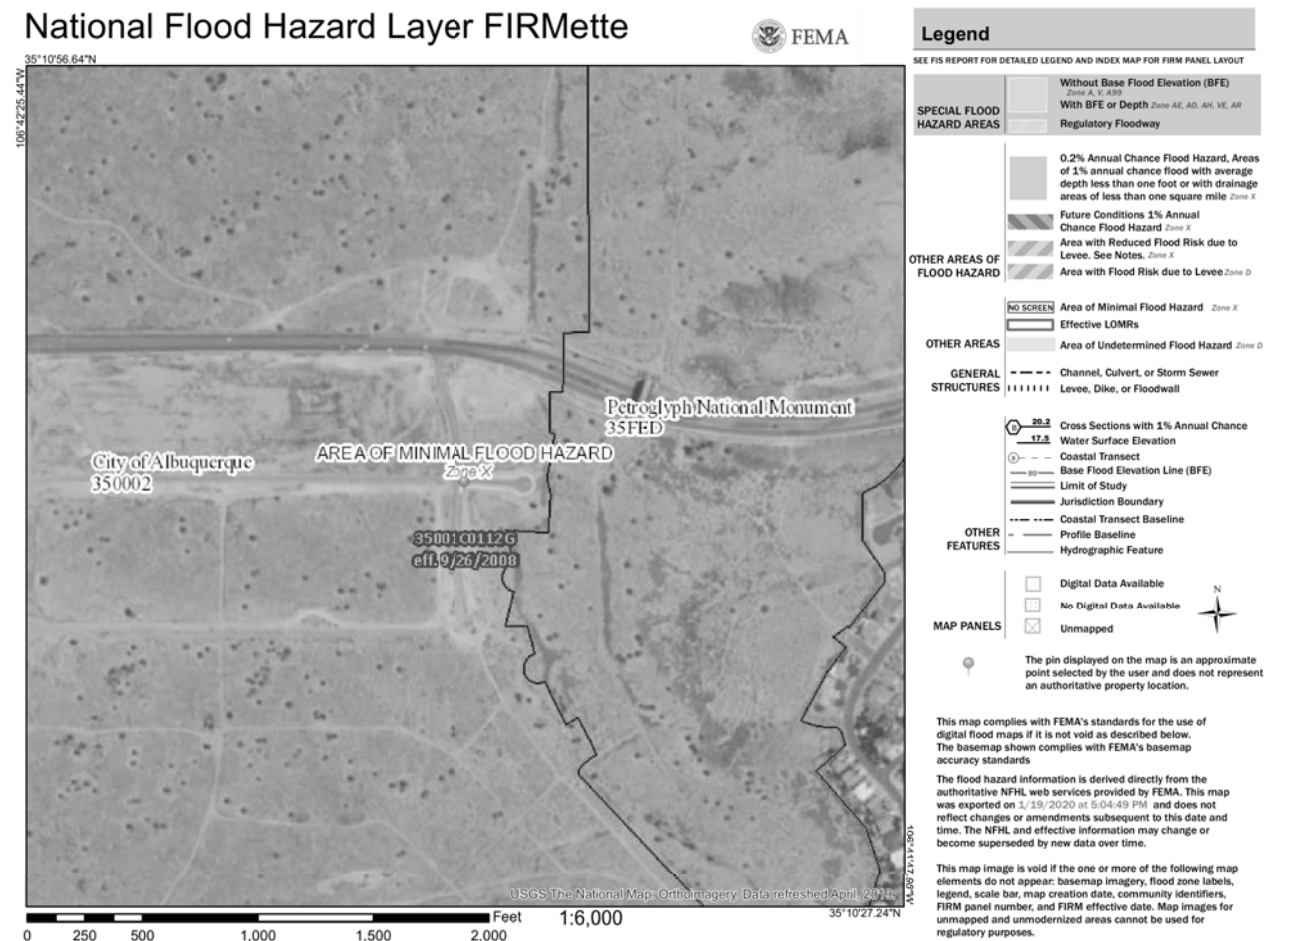 National Flood Hazard Layer FIRMette
FEMA
35°10'56.64"N
106°42'25.44"W
City of Albuquerque
350002
AREA OF MINIMAL FLOOD HAZARD
Zone X
Petroglyph National Monument
35FED
35001C0112G
eff. 9/26/2008
USGS The National Map: Orthoimagery. Data refreshed April,
106°41'47.98"W
35°10'27.24"N
Feet
1:6,000
0
250
500
1,000
1,500
2,000
Legend
SEE FIS REPORT FOR DETAILED LEGEND AND INDEX MAP FOR FIRM PANEL LAYOUT
SPECIAL FLOOD
HAZARD AREAS
Without Base Flood Elevation (BFE)
Zone A, V, A99
With BFE or Depth Zone AE, AO, AH, VE, AR
Regulatory Floodway
OTHER AREAS OF
FLOOD HAZARD
0.2% Annual Chance Flood Hazard, Areas
of 1% annual chance flood with average
depth less than one foot or with drainage
areas of less than one square mile Zone X
Future Conditions 1% Annual
Chance Flood Hazard Zone X
Area with Reduced Flood Risk due to
Levee. See Notes. Zone X
Area with Flood Risk due to Levee Zone D
OTHER AREAS
NO SCREEN Area of Minimal Flood Hazard Zone X
Effective LOMRs
Area of Undetermined Flood Hazard Zone D
GENERAL
STRUCTURES
Channel, Culvert, or Storm Sewer
Levee, Dike, or Floodwall
OTHER
FEATURES
B 20.2 Cross Sections with 1% Annual Chance
17.5 Water Surface Elevation
8 Coastal Transect
513 Base Flood Elevation Line (BFE)
Limit of Study
Jurisdiction Boundary
Coastal Transect Baseline
Profile Baseline
Hydrographic Feature
MAP PANELS
Digital Data Available
No Digital Data Available
Unmapped
N
The pin displayed on the map is an approximate
point selected by the user and does not represent
an authoritative property location.
This map complies with FEMA's standards for the use of
digital flood maps if it is not void as described below.
The basemap shown complies with FEMA's basemap
accuracy standards
The flood hazard information is derived directly from the
authoritative NFHL web services provided by FEMA. This map
was exported on 1/19/2020 at 5:04:49 PM and does not
reflect changes or amendments subsequent to this date and
time. The NFHL and effective information may change or
become superseded by new data over time.
This map image is void if the one or more of the following map
elements do not appear: basemap imagery, flood zone labels,
legend, scale bar, map creation date, community identifiers,
FIRM panel number, and FIRM effective date. Map images for
unmapped and unmodernized areas cannot be used for
regulatory purposes.